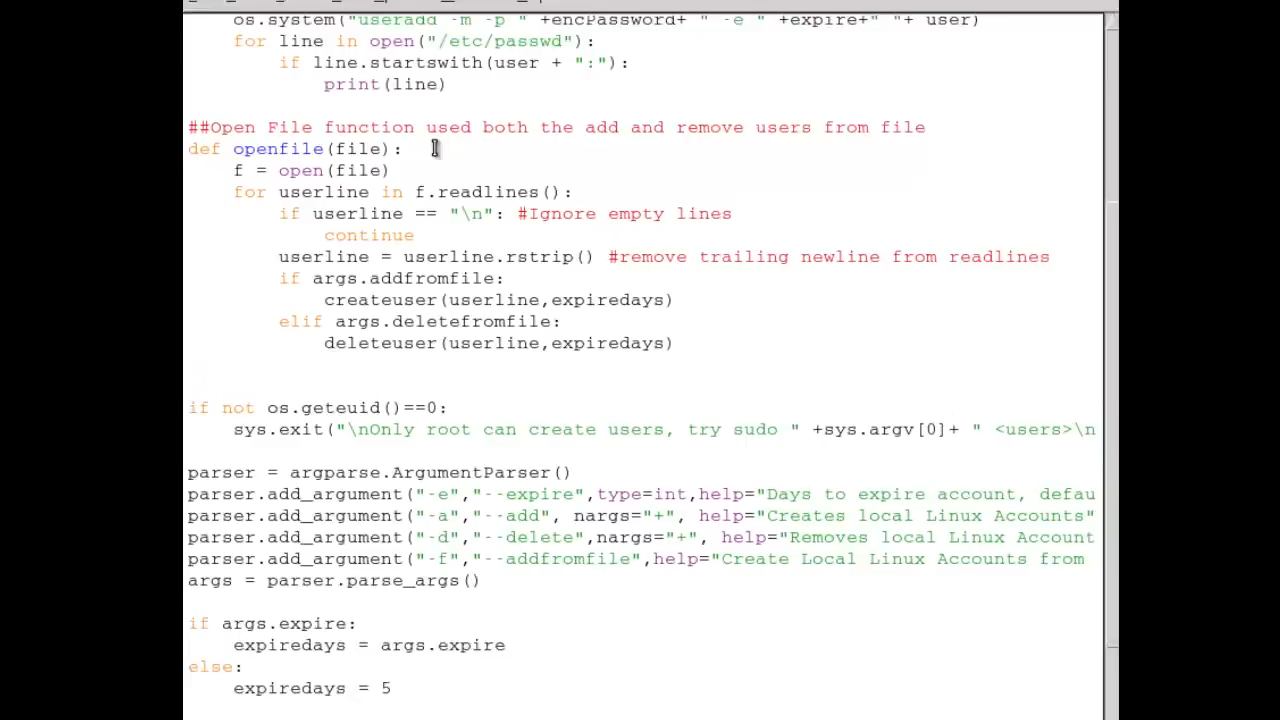 os.system("useradd -m -p " +encPassword+ " -e " +expire+" "+ user)
for line in open("/etc/passwd"):
if line.startswith(user + ":"):
print(line)
##Open File function used both the add and remove users from file
def openfile(file):
f = open(file)
for userline in f.readlines():
if userline == "\n": #Ignore empty lines
continue
userline = userline.rstrip() #remove trailing newline from readlines
if args.addfromfile:
createuser(userline,expiredays)
elif args.deletefromfile:
deleteuser(userline,expiredays)
if not os.geteuid()==0:
sys.exit("\nOnly root can create users, try sudo " +sys.argv[0]+ " <users>\n
parser = argparse.ArgumentParser()
parser.add_argument("-e","--expire",type=int,help="Days to expire account, defau
parser.add_argument("-a","--add", nargs="+", help="Creates local Linux Accounts"
parser.add_argument("-d","--delete",nargs="+", help="Removes local Linux Account
parser.add_argument("-f","--addfromfile",help="Create Local Linux Accounts from
args = parser.parse_args()
if args.expire:
expiredays = args.expire
else:
expiredays = 5